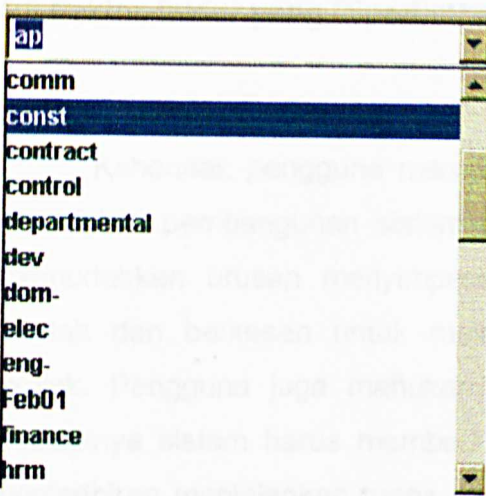 ap
comm
const
contract
control
departmental
dev
dom-
elec
eng-
Feb01
finance
hrm